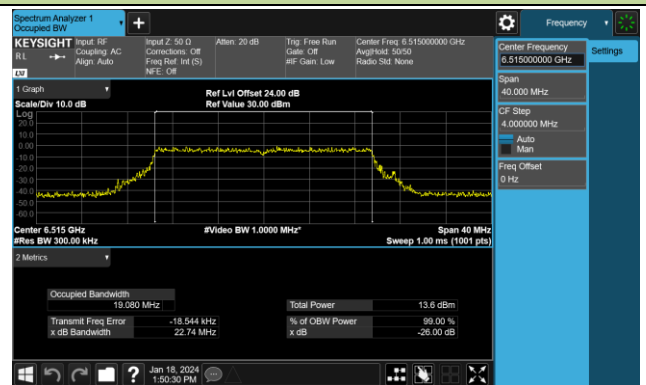 Spectrum Analyzer 1
Occupied BW
+
Frequency
KEYSIGHT
R L
LXI
Input: RF
Coupling: AC
Align: Auto
Input Z: 50 Ω
Corrections: Off
Freq Ref: Int (S)
NFE: Off
Atten: 20 dB
Trig: Free Run
Gate: Off
#IF Gain: Low
Center Freq: 6.515000000 GHz
Avg|Hold: 50/50
Radio Std: None
Center Frequency
6.515000000 GHz
Settings
Span
40.000 MHz
CF Step
4.000000 MHz
Auto
Man
Freq Offset
0 Hz
1 Graph
Scale/Div 10.0 dB
Ref Lvl Offset 24.00 dB
Ref Value 30.00 dBm
Log
20.0
10.0
0.00
-10.0
-20.0
-30.0
-40.0
-50.0
-60.0
Center 6.515 GHz
#Video BW 1.0000 MHz*
Span 40 MHz
#Res BW 300.00 kHz
Sweep 1.00 ms (1001 pts)
2 Metrics
Occupied Bandwidth
19.080 MHz
Total Power 13.6 dBm
Transmit Freq Error -18.544 kHz
% of OBW Power 99.00 %
x dB Bandwidth 22.74 MHz
x dB -26.00 dB
?
Jan 18, 2024
1:50:30 PM